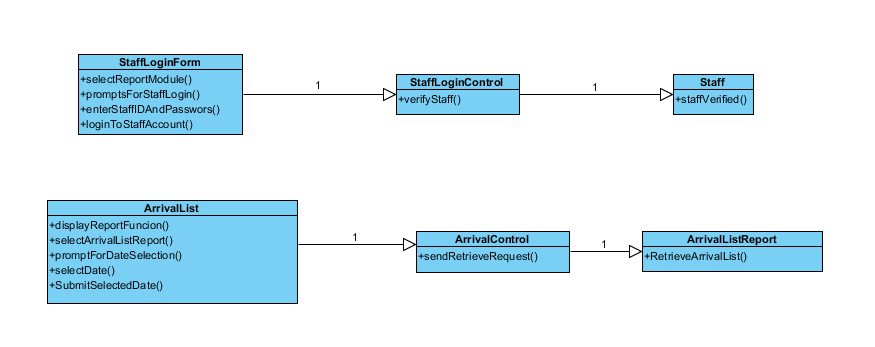 StaffLoginForm
+selectReportModule()
+promptsForStaffLogin()
+enterStaffIDAndPasswors()
+loginToStaffAccount()
1
StaffLoginControl
+verifyStaff()
1
Staff
+staffVerified()
ArrivalList
+displayReportFuncion()
+selectArrivalListReport()
+promptForDateSelection()
+selectDate()
+SubmitSelectedDate()
1
ArrivalControl
+sendRetrieveRequest()
1
ArrivalListReport
+RetrieveArrivalList()